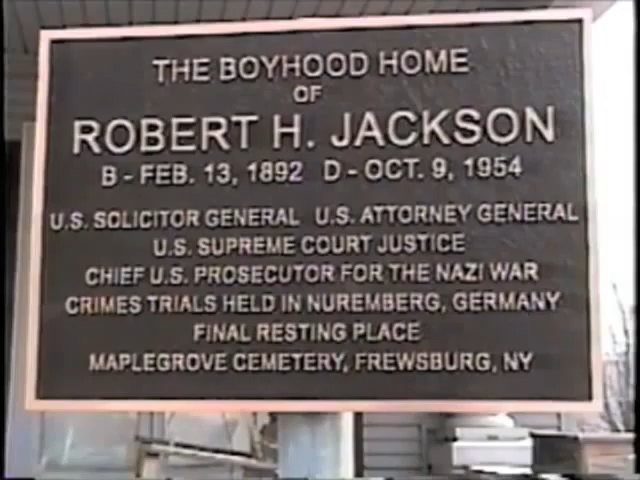 THE BOYHOOD HOME
OF
ROBERT H. JACKSON
B - FEB. 13, 1892 D - OCT. 9, 1954
U.S. SOLICITOR GENERAL U.S. ATTORNEY GENERAL
U.S. SUPREME COURT JUSTICE
CHIEF U.S. PROSECUTOR FOR THE NAZI WAR
CRIMES TRIALS HELD IN NUREMBERG, GERMANY
FINAL RESTING PLACE
MAPLEGROVE CEMETERY, FREWSBURG, NY